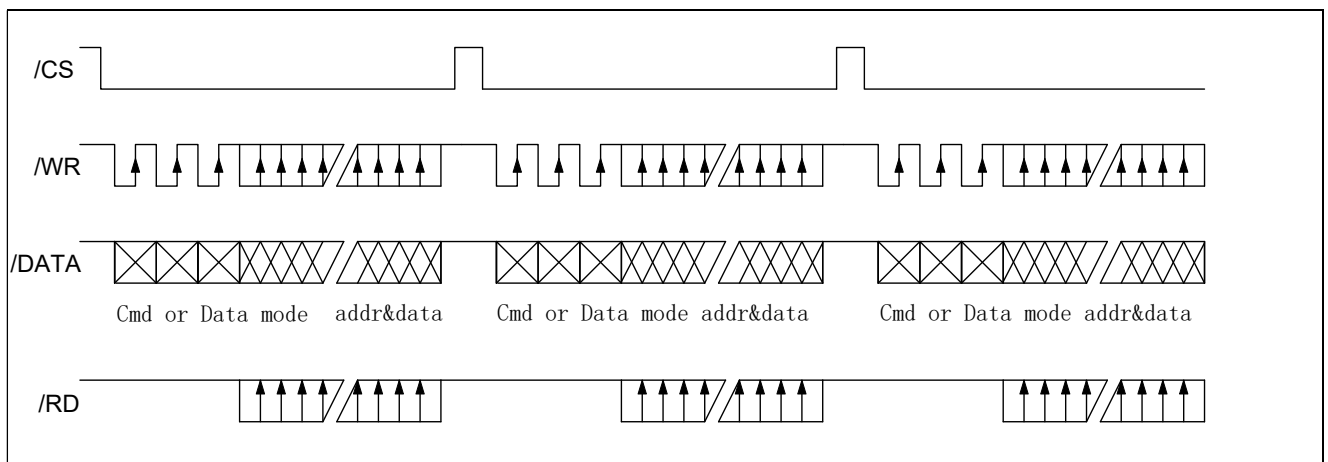 /CS
/WR
/DATA
Cmd or Data mode addr&data Cmd or Data mode addr&data Cmd or Data mode addr&data
/RD